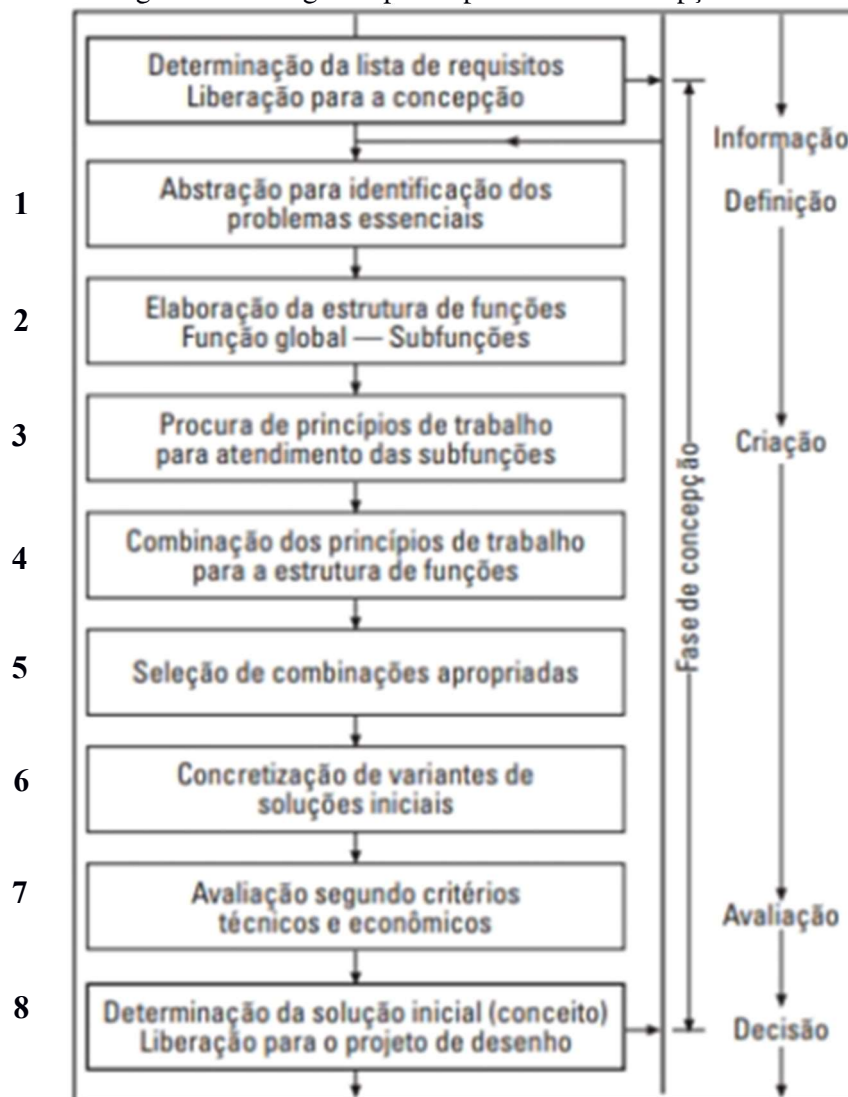 Determinação da lista de requisitos
Liberação para a concepção
Informação
1
Abstração para identificação dos
problemas essenciais
Definição
2
Elaboração da estrutura de funções
Função global — Subfunções
3
Procura de princípios de trabalho
para atendimento das subfunções
Criação
4
Combinação dos princípios de trabalho
para a estrutura de funções
Fase de concepção
5
Seleção de combinações apropriadas
6
Concretização de variantes de
soluções iniciais
7
Avaliação segundo critérios
técnicos e econômicos
Avaliação
8
Determinação da solução inicial (conceito)
Liberação para o projeto de desenho
Decisão